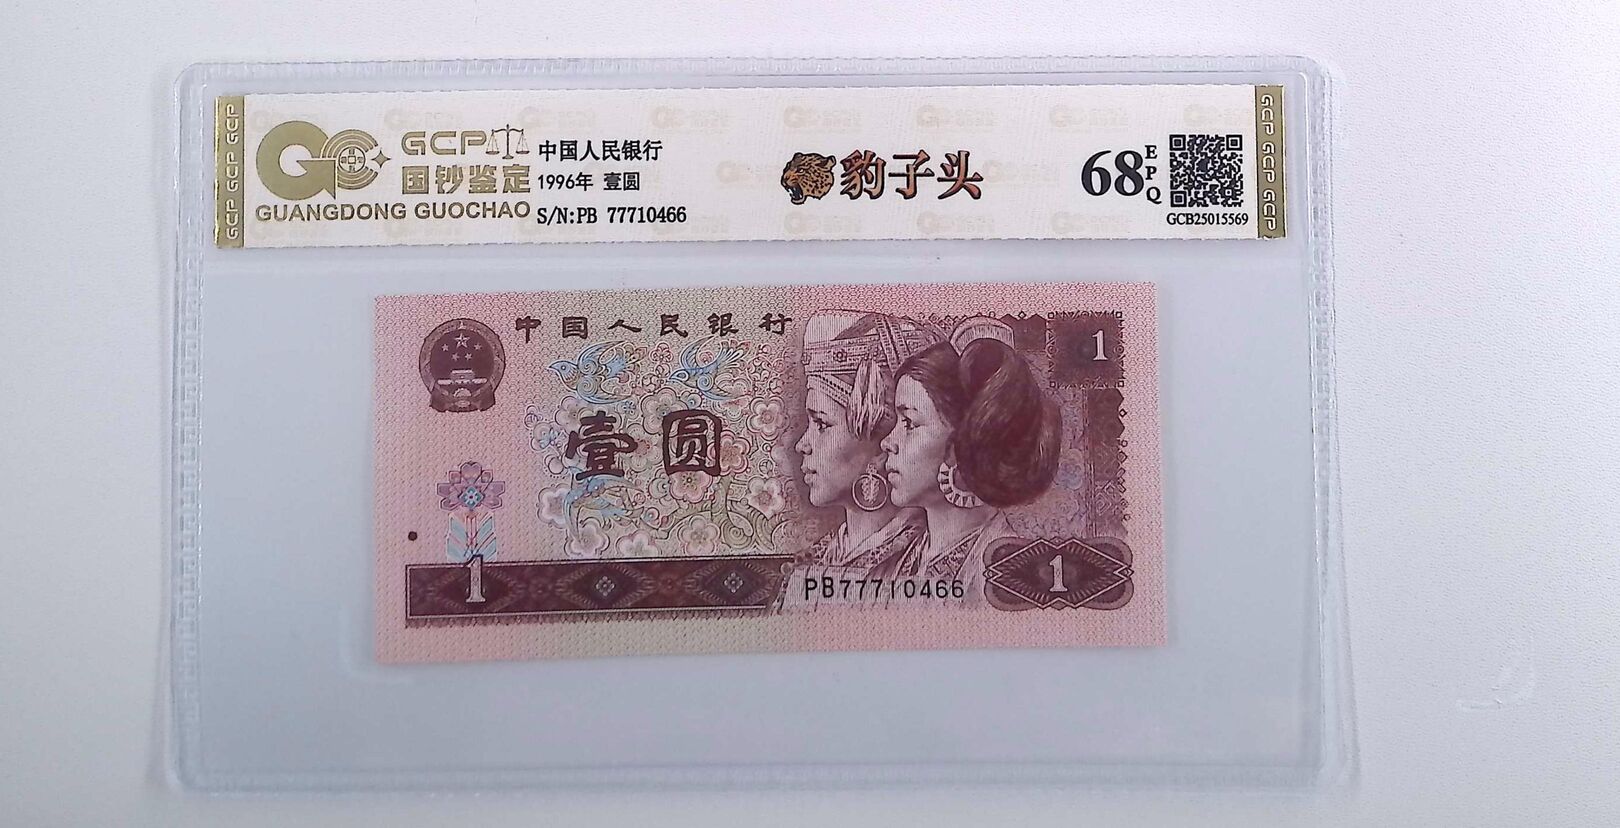 GCP GCP GCP
GCP
国钞鉴定
GUANGDONG GUOCHAO
中国人民银行
1996年 壹圆
S/N:PB 77710466
豹子头
68
EPQ
GCB25015569
GCP GCP GCP
中国人民银行
1
壹圆
1
PB77710466
1